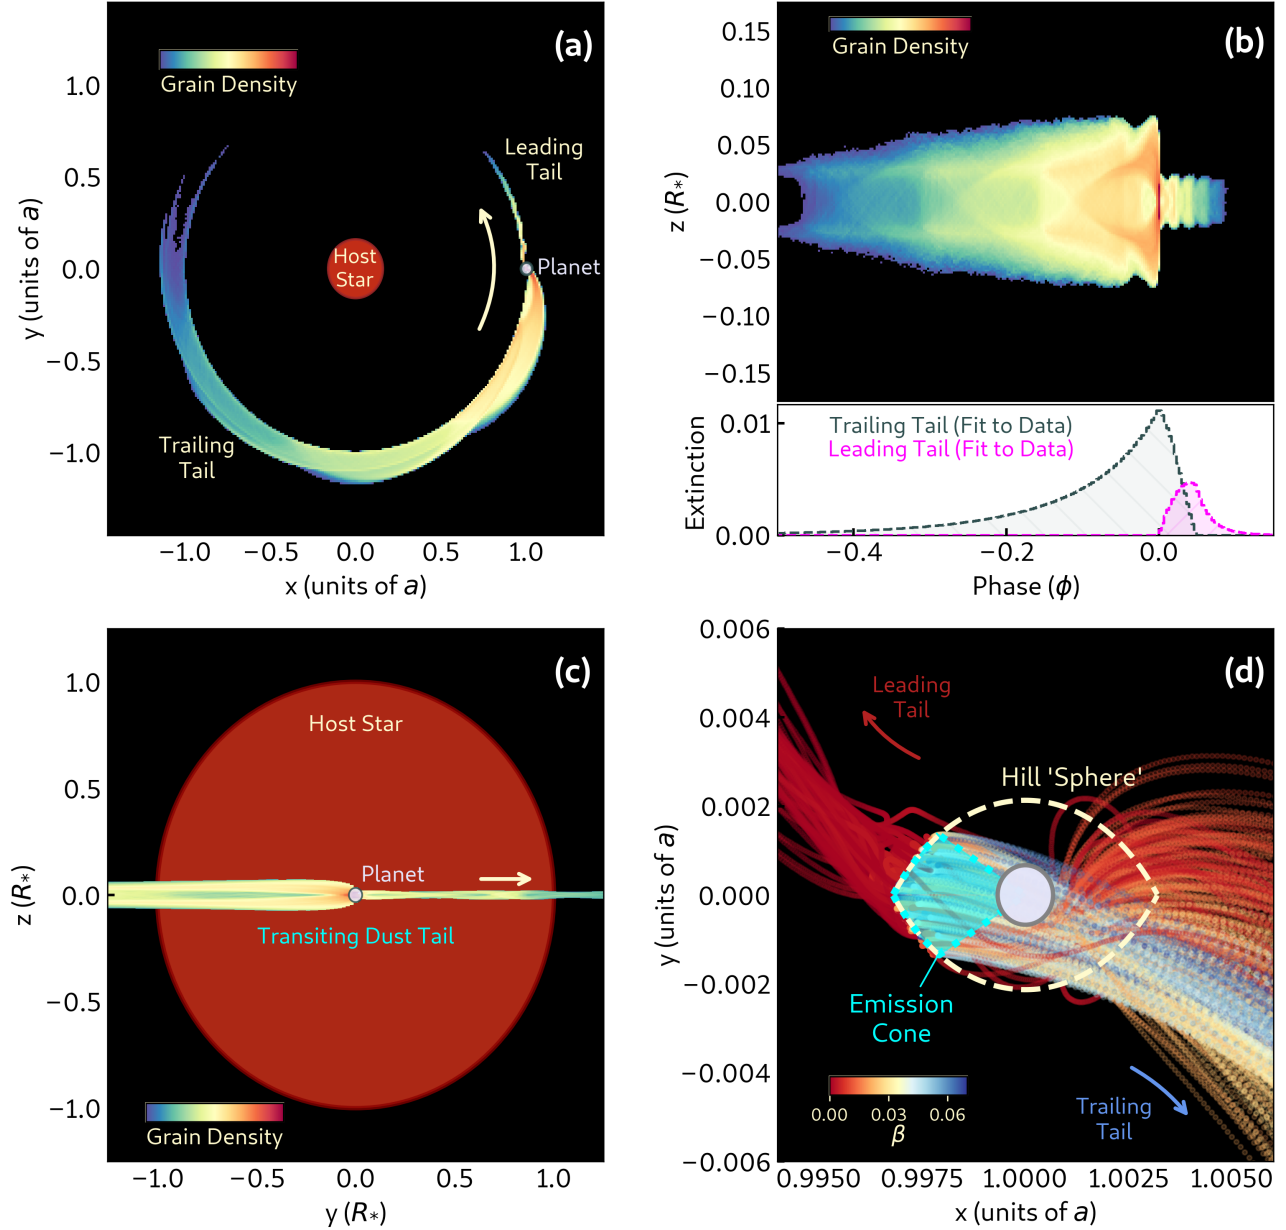 (a)
Grain Density
Leading
Tail
Host
Star
Planet
Trailing
Tail
1.0
0.5
0.0
−0.5
−1.0
y (units of a)
−1.0 −0.5 0.0 0.5 1.0
x (units of a)
(b)
Grain Density
0.15
0.10
0.05
0.00
−0.05
−0.10
−0.15
z (R*)
Trailing Tail (Fit to Data)
Leading Tail (Fit to Data)
0.01
0.00
Extinction
−0.4 −0.2 0.0
Phase (ϕ)
(c)
Host Star
Planet
Transiting Dust Tail
Grain Density
1.0
0.5
0.0
−0.5
−1.0
z (R*)
−1.0 −0.5 0.0 0.5 1.0
y (R*)
(d)
Leading
Tail
Hill 'Sphere'
Emission
Cone
Trailing
Tail
0.00 0.03 0.06
β
0.006
0.004
0.002
0.000
−0.002
−0.004
−0.006
y (units of a)
0.9950 0.9975 1.0000 1.0025 1.0050
x (units of a)